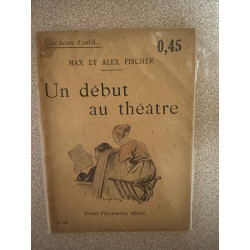 Une heure d'oubli...
0,45
MAX ET ALEX FISCHER
Un début
au théâtre
Ernest Flammarion, éditeur